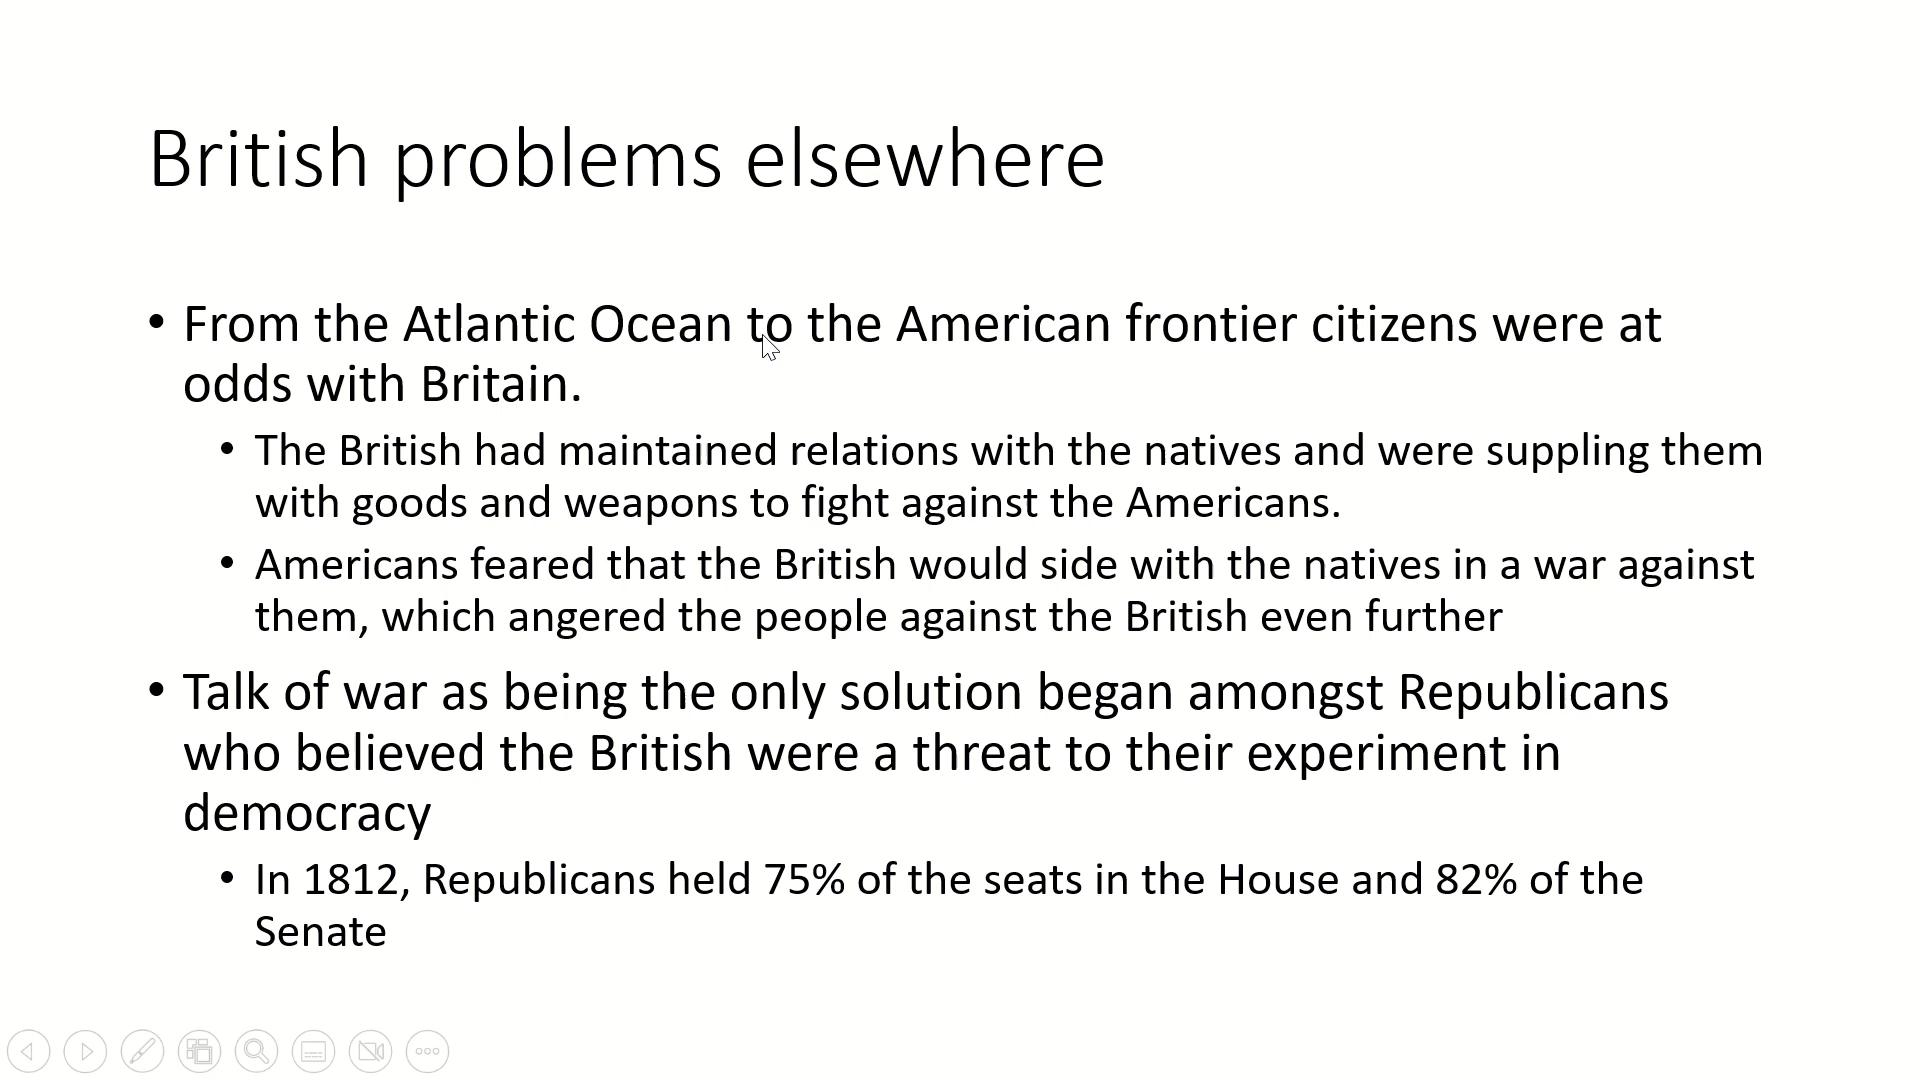 British problems elsewhere
• From the Atlantic Ocean to the American frontier citizens were at
odds with Britain.
• The British had maintained relations with the natives and were suppling them
with goods and weapons to fight against the Americans.
• Americans feared that the British would side with the natives in a war against
them, which angered the people against the British even further
• Talk of war as being the only solution began amongst Republicans
who believed the British were a threat to their experiment in
democracy
• In 1812, Republicans held 75% of the seats in the House and 82% of the
Senate